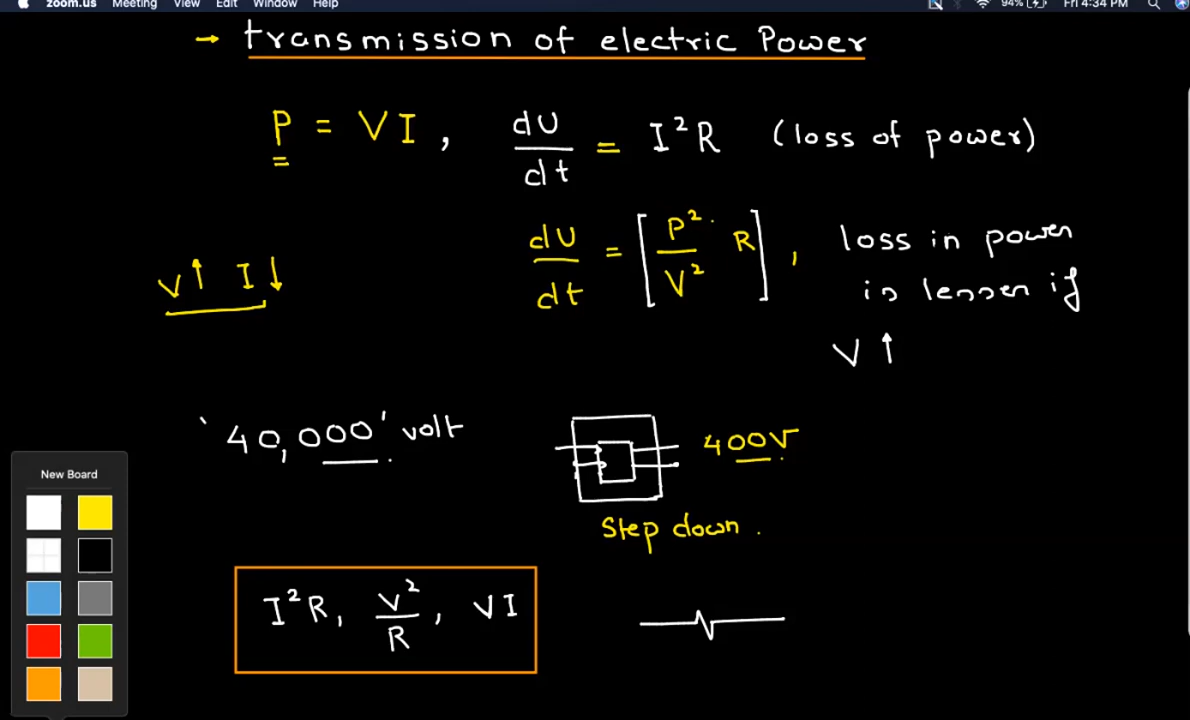 zoom.us Meeting View Edit Window Help 94% Fri 4:34 PM
→ transmission of electric Power
P = VI, dU/dt = I²R (loss of power)
dU/dt = [P²/V² R], loss in power
is lesser if
V↑
V↑ I↓
'40,000' volt
400V
Step down.
I²R, V²/R, VI
New Board